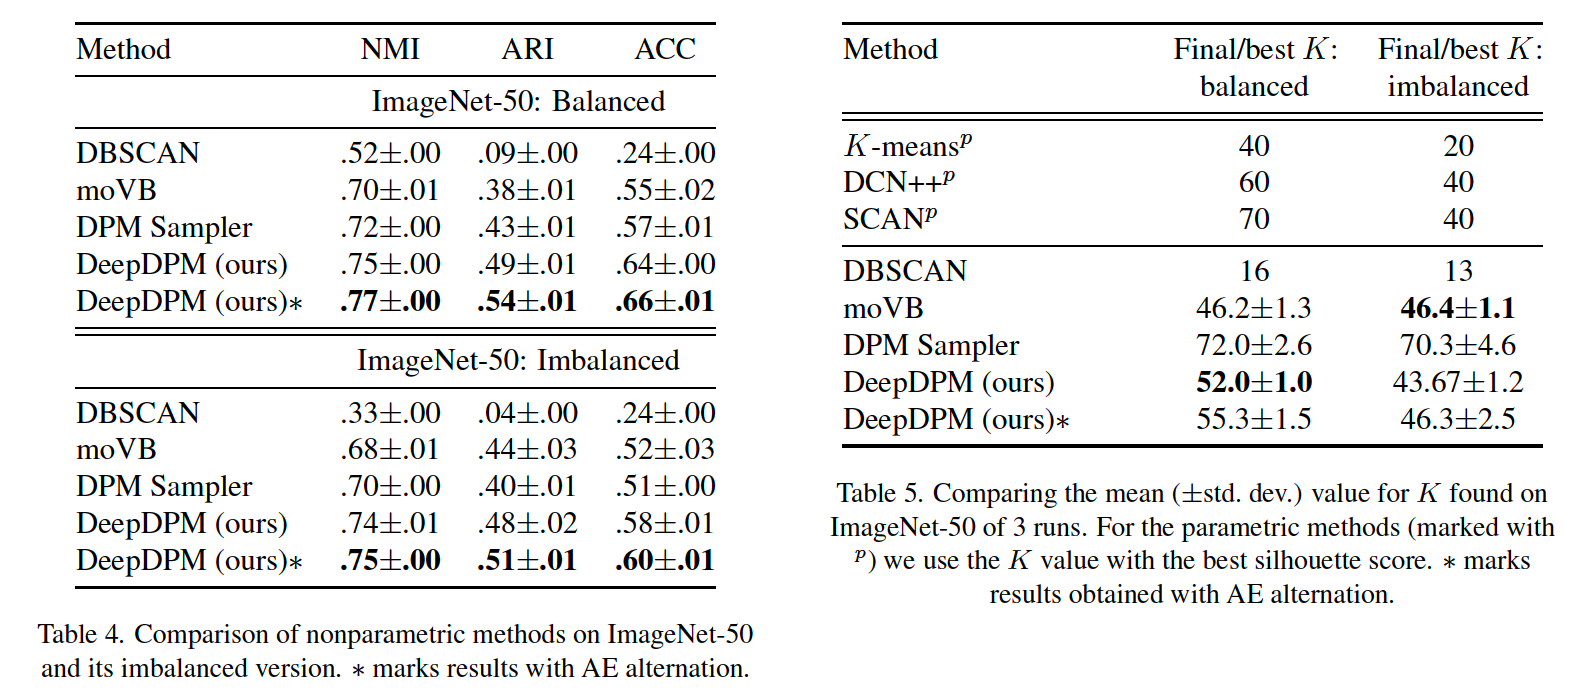 Method NMI ARI ACC
ImageNet-50: Balanced
DBSCAN .52±.00 .09±.00 .24±.00
moVB .70±.01 .38±.01 .55±.02
DPM Sampler .72±.00 .43±.01 .57±.01
DeepDPM (ours) .75±.00 .49±.01 .64±.00
DeepDPM (ours)∗ .77±.00 .54±.01 .66±.01
ImageNet-50: Imbalanced
DBSCAN .33±.00 .04±.00 .24±.00
moVB .68±.01 .44±.03 .52±.03
DPM Sampler .70±.00 .40±.01 .51±.00
DeepDPM (ours) .74±.01 .48±.02 .58±.01
DeepDPM (ours)∗ .75±.00 .51±.01 .60±.01
Table 4. Comparison of nonparametric methods on ImageNet-50
and its imbalanced version. ∗ marks results with AE alternation.
Method Final/best K: Final/best K:
balanced imbalanced
K-meansᵖ 40 20
DCN++ᵖ 60 40
SCANᵖ 70 40
DBSCAN 16 13
moVB 46.2±1.3 46.4±1.1
DPM Sampler 72.0±2.6 70.3±4.6
DeepDPM (ours) 52.0±1.0 43.67±1.2
DeepDPM (ours)∗ 55.3±1.5 46.3±2.5
Table 5. Comparing the mean (±std. dev.) value for K found on
ImageNet-50 of 3 runs. For the parametric methods (marked with
ᵖ) we use the K value with the best silhouette score. ∗ marks
results obtained with AE alternation.